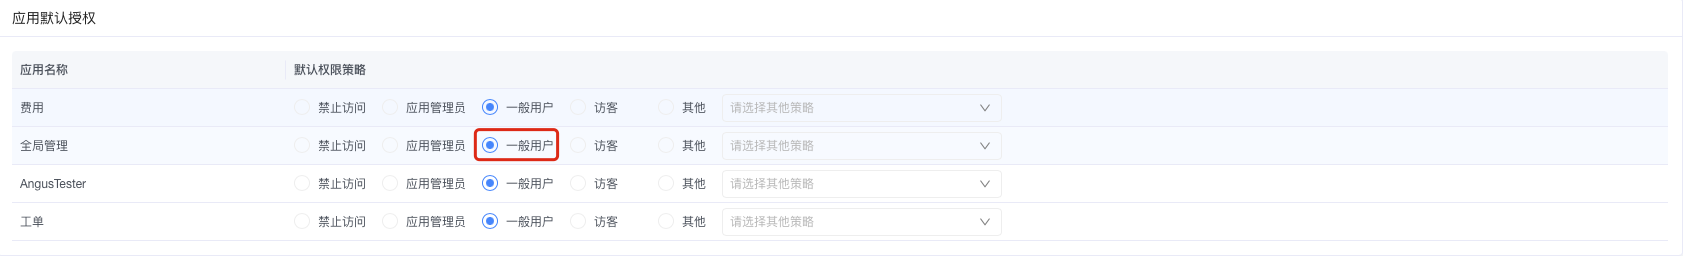 应用默认授权
应用名称 默认权限策略
费用 禁止访问 应用管理员 一般用户 访客 其他 请选择其他策略
全局管理 禁止访问 应用管理员 一般用户 访客 其他 请选择其他策略
AngusTester 禁止访问 应用管理员 一般用户 访客 其他 请选择其他策略
工单 禁止访问 应用管理员 一般用户 访客 其他 请选择其他策略